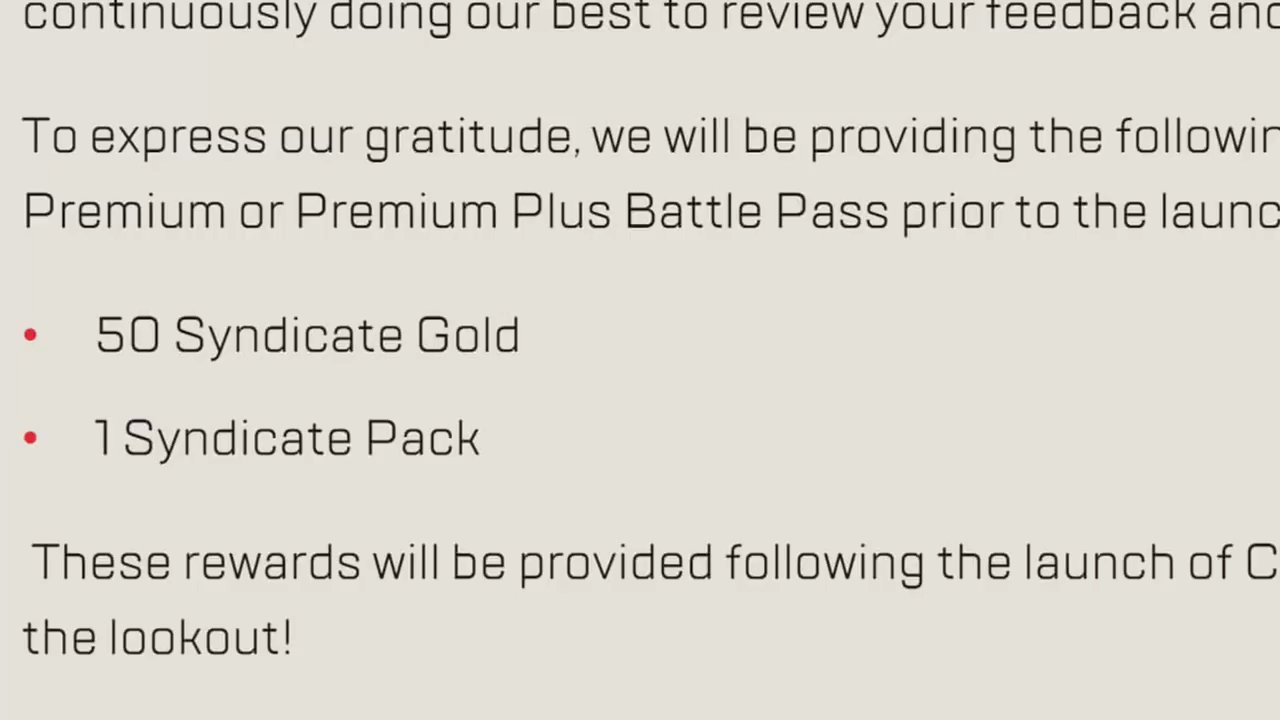 continuously doing our best to review your feedback and
To express our gratitude, we will be providing the
Premium or Premium Plus Battle Pass prior to the
• 50 Syndicate Gold
• 1 Syndicate Pack
These rewards will be provided following the launch of
the lookout!